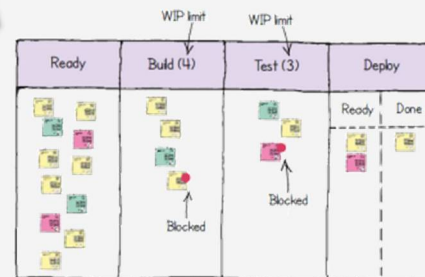 WIP limit
WIP limit
Ready
Build (4)
Test (3)
Deploy
Ready
Done
Blocked
Blocked